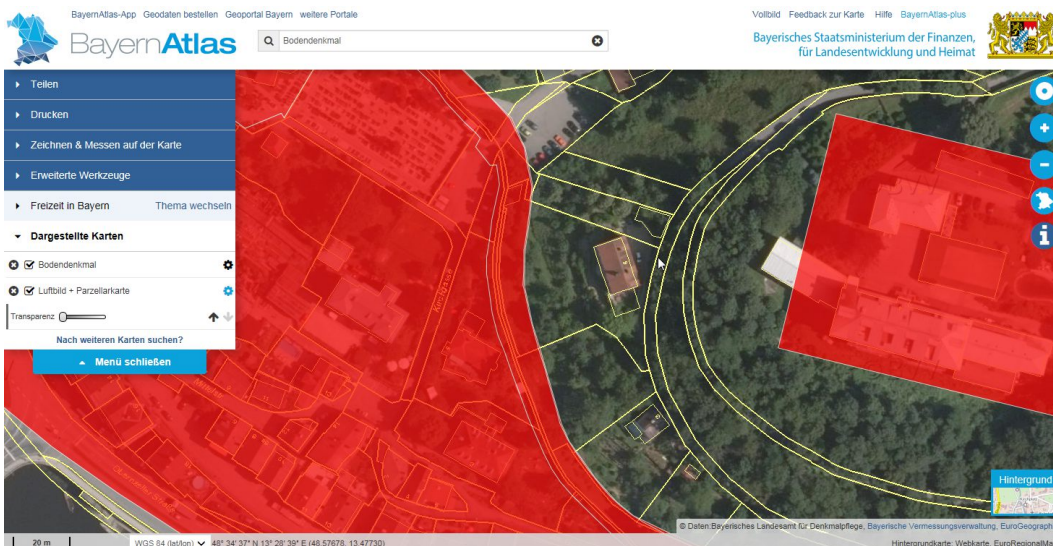 BayernAtlas-App Geodaten bestellen Geoportal Bayern weitere Portale
Vollbild Feedback zur Karte Hilfe BayernAtlas-plus
BayernAtlas
Bodendenkmal
Bayerisches Staatsministerium der Finanzen,
für Landesentwicklung und Heimat
Teilen
Drucken
Zeichnen & Messen auf der Karte
Erweiterte Werkzeuge
Freizeit in Bayern Thema wechseln
Dargestellte Karten
Bodendenkmal
Luftbild + Parzellarkarte
Transparenz
Nach weiteren Karten suchen?
Menü schließen
Hintergrund
© Daten:Bayerisches Landesamt für Denkmalpflege, Bayerische Vermessungsverwaltung, EuroGeograph
20 m
WGS 84 (lat/lon) 48° 34' 37" N 13° 28' 39" E (48.57678, 13.47730)
Hintergrundkarte: Webkarte, EuroRegionalMa